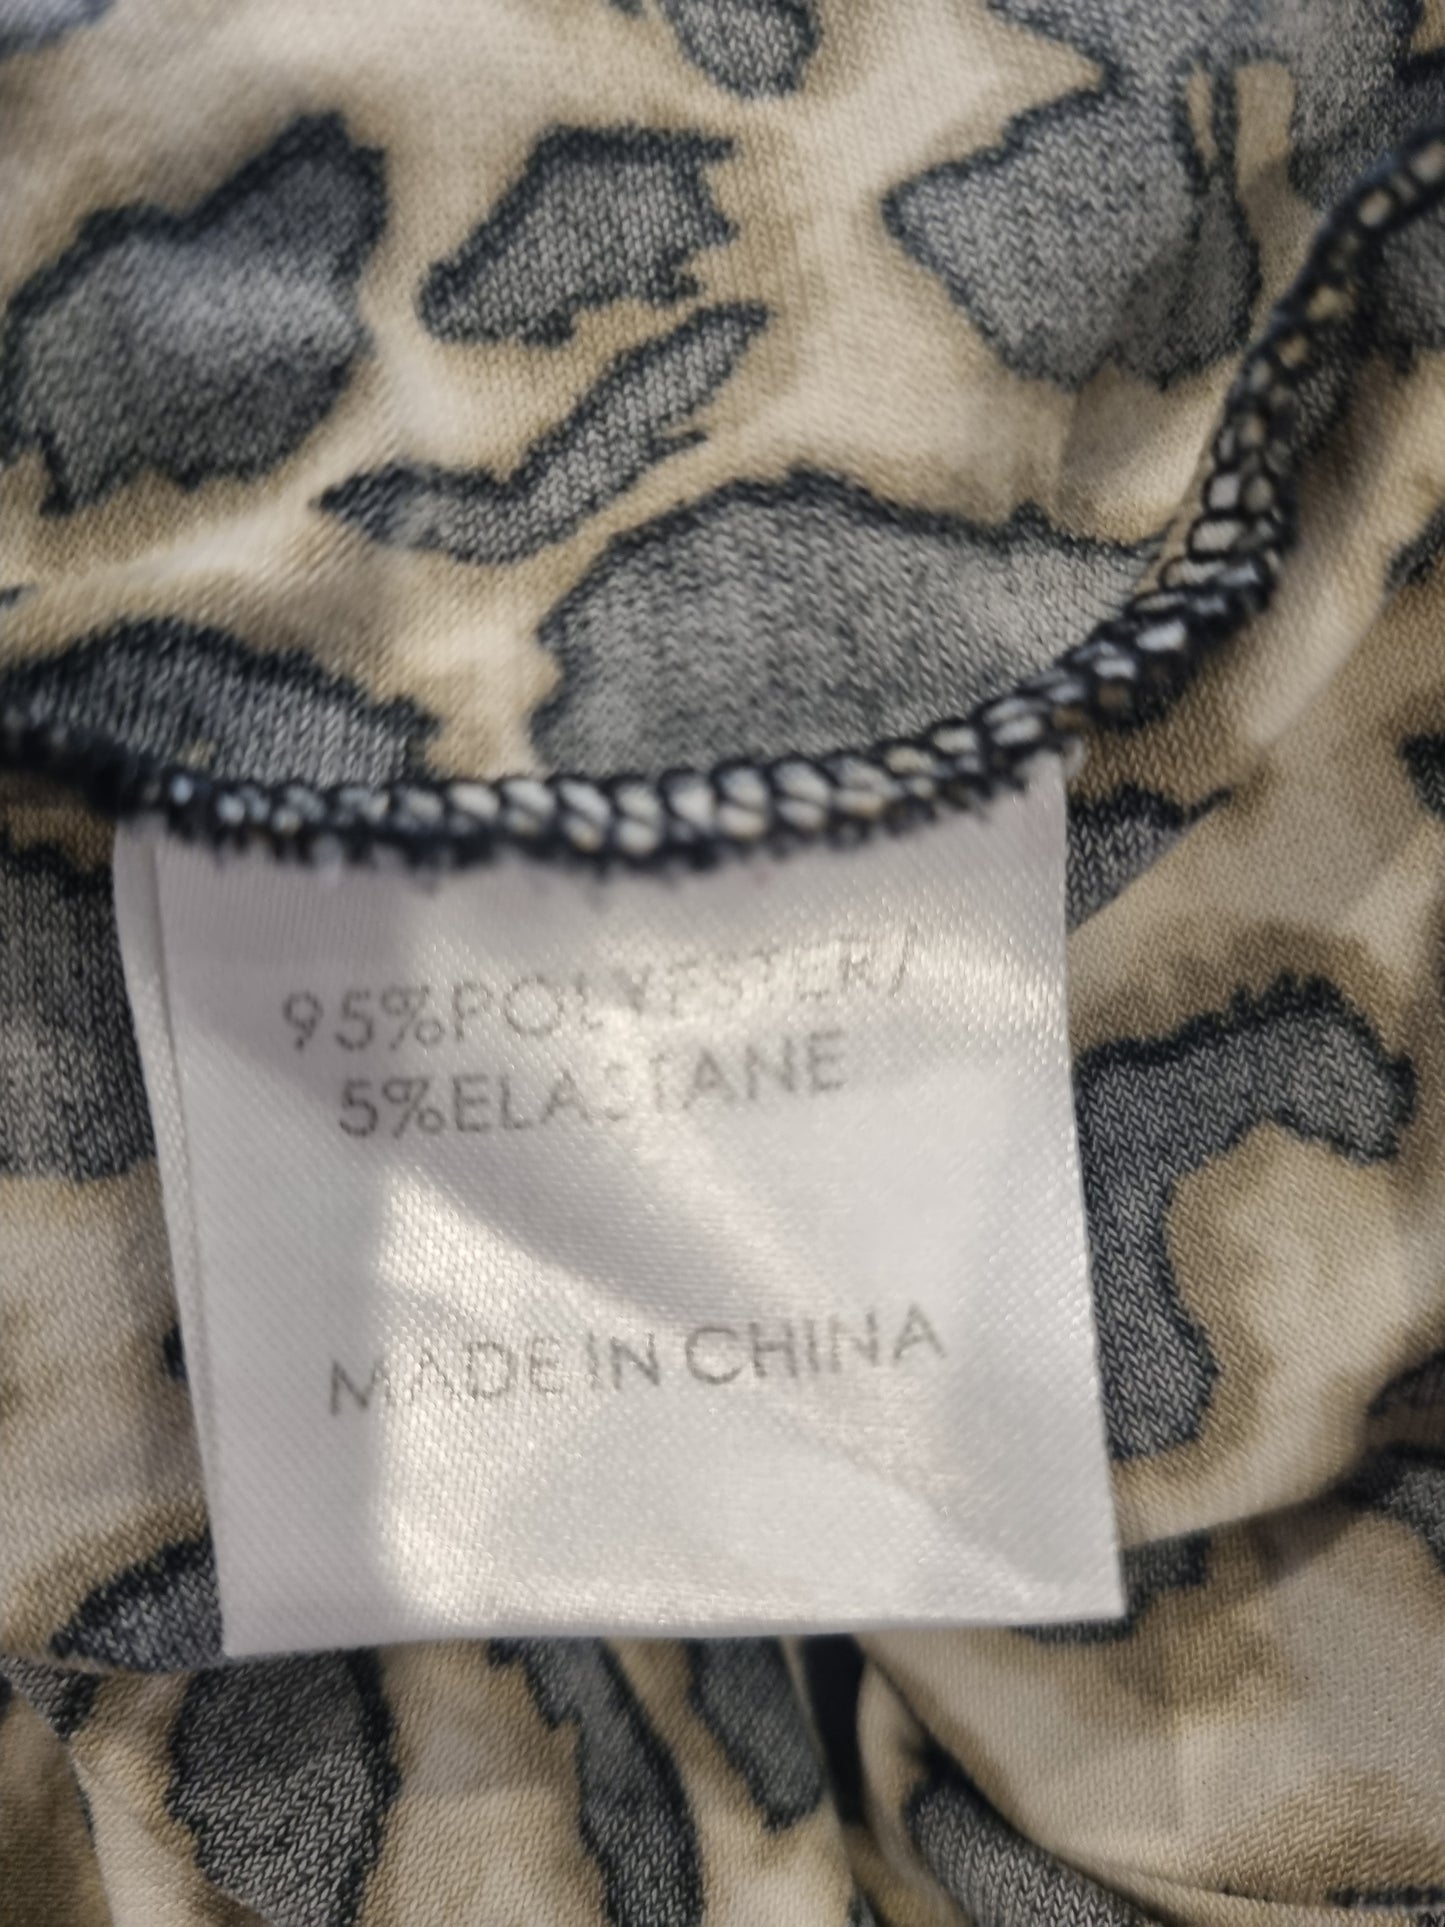 95%POLYESTER/
5%ELASTANE
MADE IN CHINA